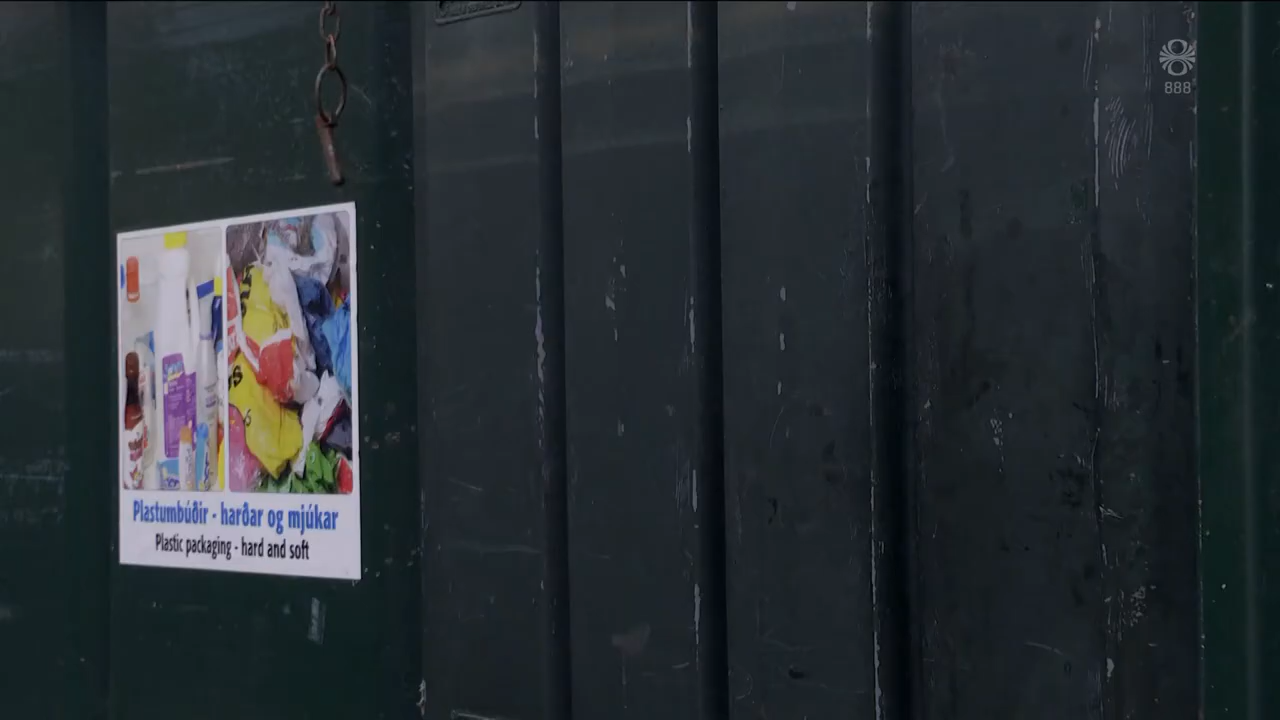 888
Plastumbúðir - harðar og mjúkar
Plastic packaging - hard and soft